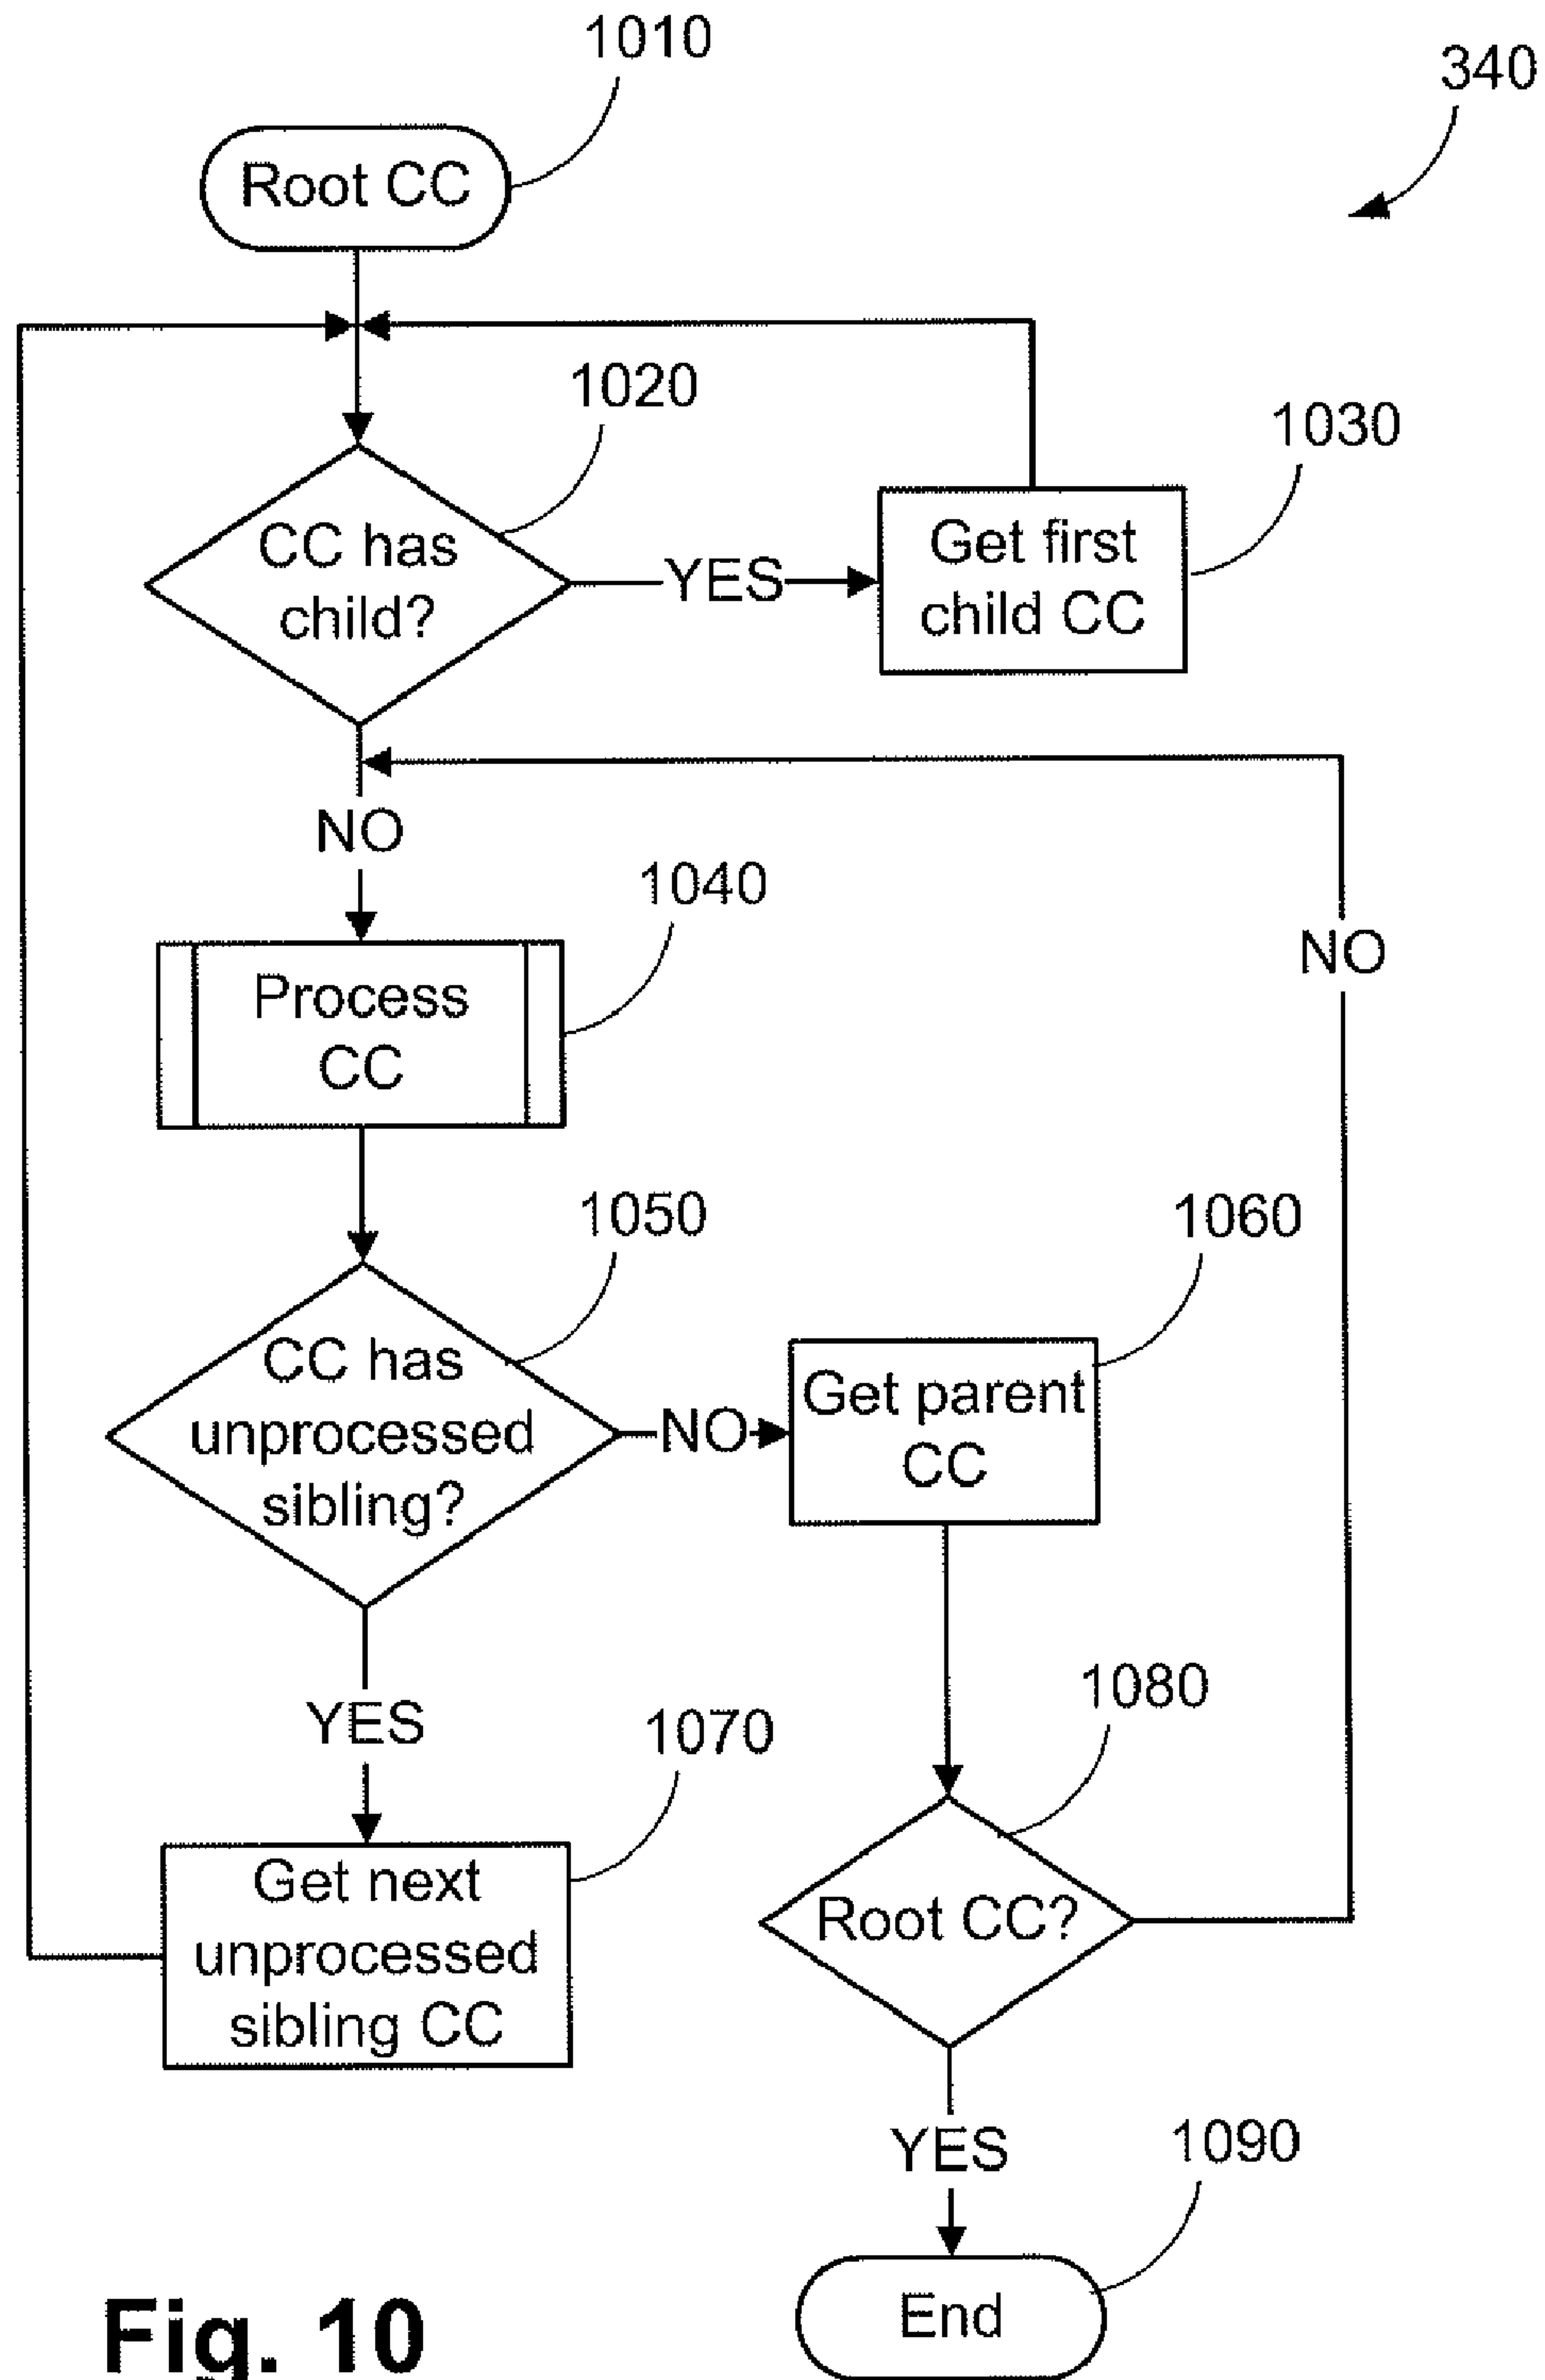 1010
340
Root CC
1020
1030
CC has
child?
YES
Get first
child CC
NO
1040
NO
Process
CC
1050
1060
CC has
unprocessed
sibling?
NO
Get parent
CC
1080
YES
1070
Get next
unprocessed
sibling CC
Root CC?
YES
1090
End
Fig. 10